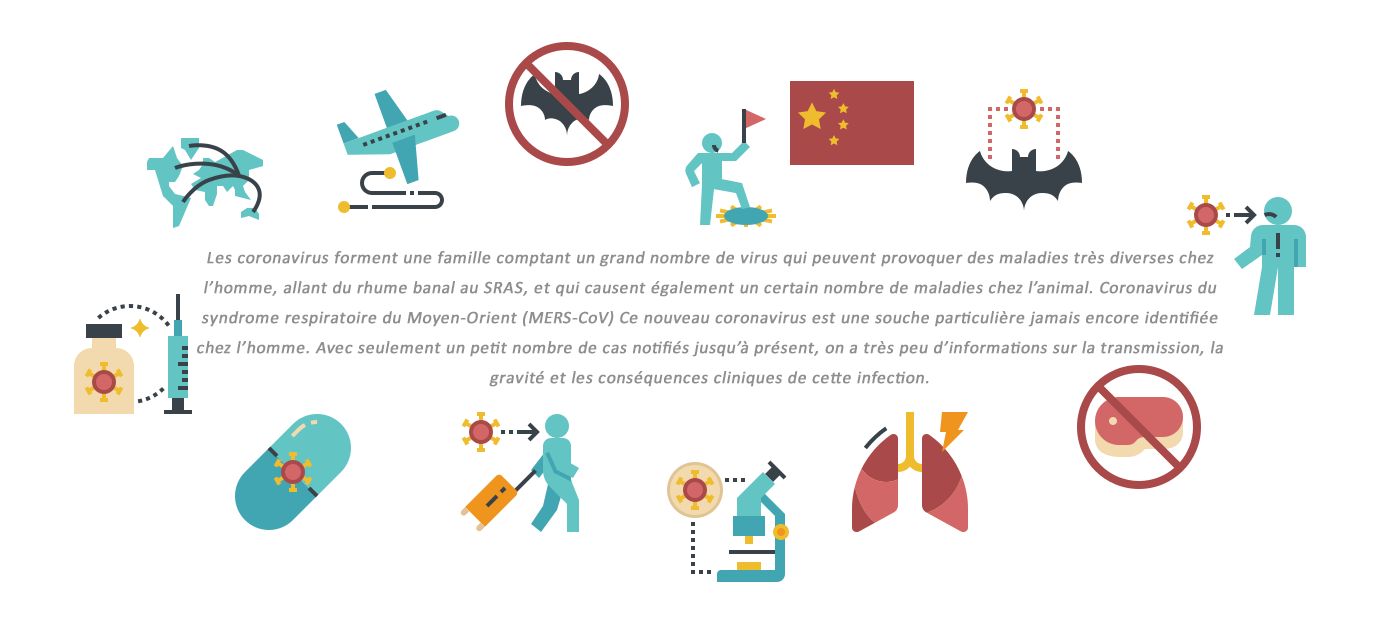 Les coronavirus forment une famille comptant un grand nombre de virus qui peuvent provoquer des maladies très diverses chez
l’homme, allant du rhume banal au SRAS, et qui causent également un certain nombre de maladies chez l’animal. Coronavirus du
syndrome respiratoire du Moyen-Orient (MERS-CoV) Ce nouveau coronavirus est une souche particulière jamais encore identifiée
chez l’homme. Avec seulement un petit nombre de cas notifiés jusqu’à présent, on a très peu d’informations sur la transmission, la
gravité et les conséquences cliniques de cette infection.